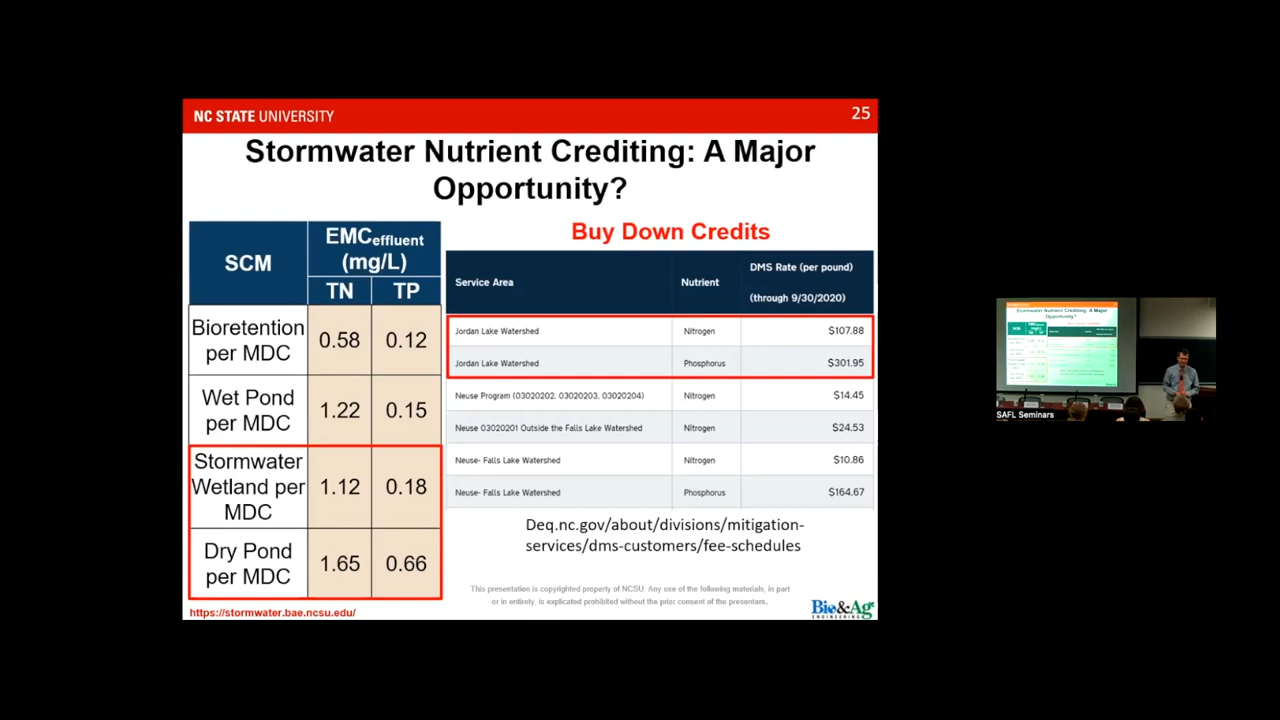 NC STATE UNIVERSITY
25
Stormwater Nutrient Crediting: A Major
Opportunity?
SCM
EMCeffluent
(mg/L)
TN TP
Bioretention
per MDC
0.58 0.12
Wet Pond
per MDC
1.22 0.15
Stormwater
Wetland per
MDC
1.12 0.18
Dry Pond
per MDC
1.65 0.66
https://stormwater.bae.ncsu.edu/
Buy Down Credits
Service Area
Nutrient
DMS Rate (per pound)
(through 9/30/2020)
Jordan Lake Watershed Nitrogen $107.88
Jordan Lake Watershed Phosphorus $301.95
Neuse Program (03020202, 03020203, 03020204) Nitrogen $14.45
Neuse 03020201 Outside the Falls Lake Watershed Nitrogen $24.53
Neuse- Falls Lake Watershed Nitrogen $10.86
Neuse- Falls Lake Watershed Phosphorus $164.67
Deq.nc.gov/about/divisions/mitigation-
services/dms-customers/fee-schedules
This presentation is copyrighted property of NCSU. Any use of the following materials, in part
or in entirety, is explicated prohibited without the prior consent of the presenters.
Bio&Ag
ENGINEERING
Stormwater Nutrient Crediting: A Major
Opportunity?
SAFL Seminars